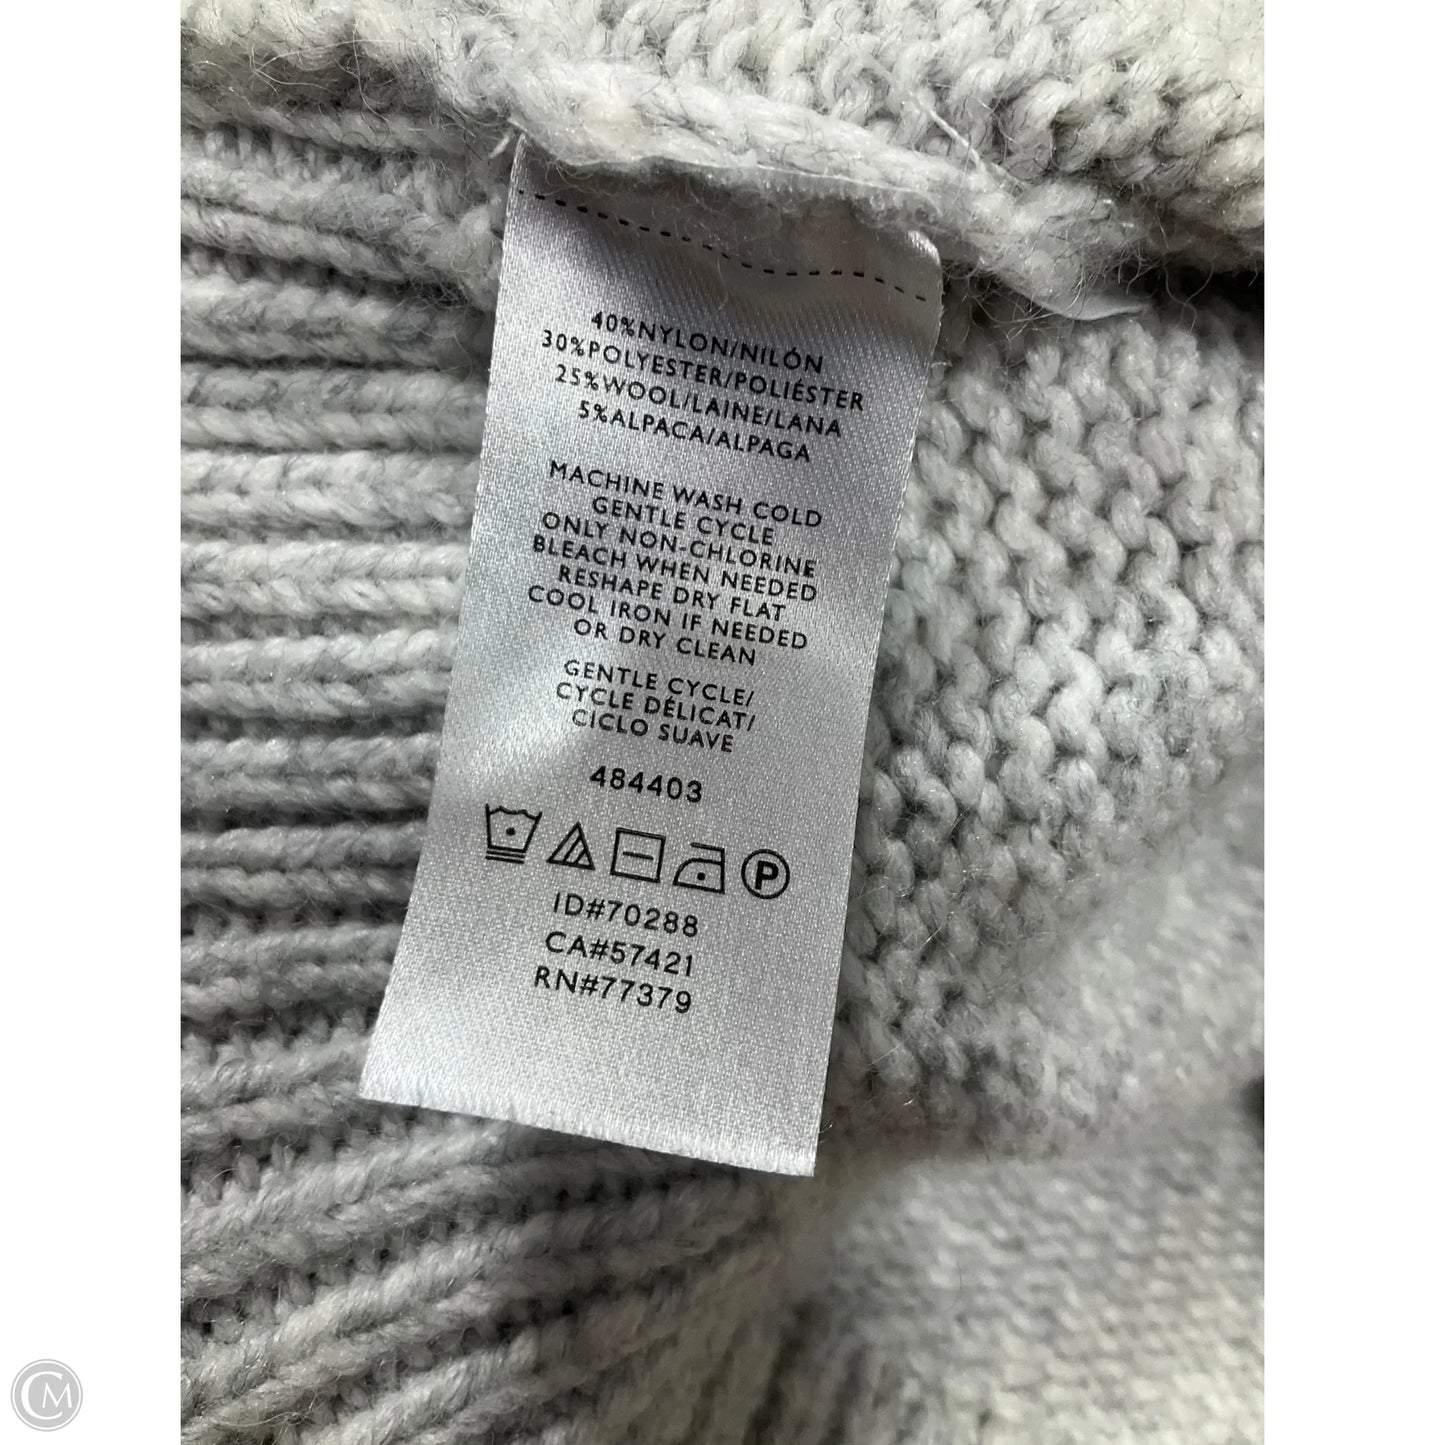 40%NYLON/NILÓN
30%POLYESTER/POLIÉSTER
25%WOOL/LAINE/LANA
5%ALPACA/ALPAGA
MACHINE WASH COLD
GENTLE CYCLE
ONLY NON-CHLORINE
BLEACH WHEN NEEDED
RESHAPE DRY FLAT
COOL IRON IF NEEDED
OR DRY CLEAN
GENTLE CYCLE/
CYCLE DÉLICAT/
CICLO SUAVE
484403
P
ID#70288
CA#57421
RN#77379
CM